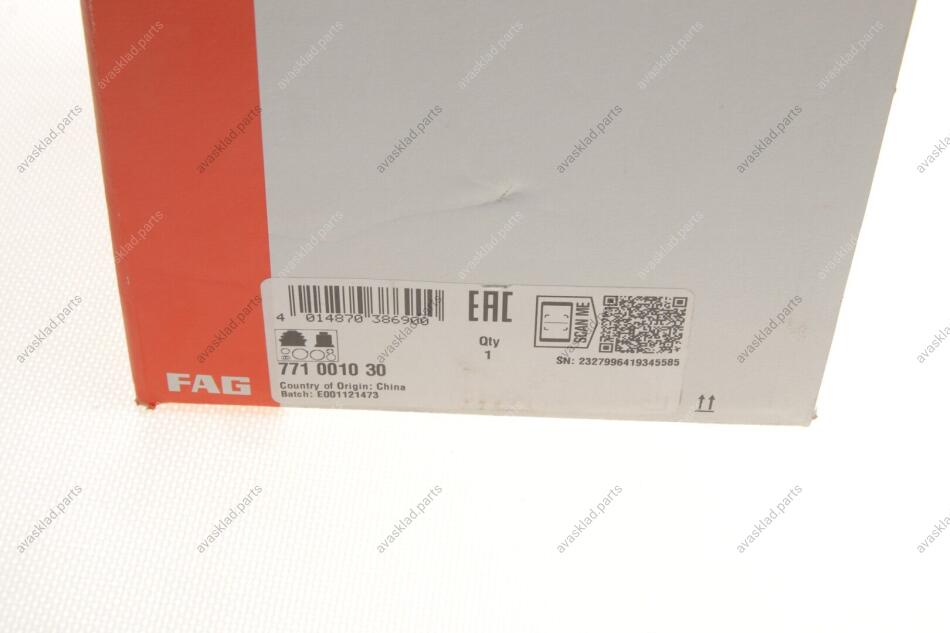 FAG
4 014870 386900
EAC
Qty
1
SCAN ME
SN: 2327996419345585
771 0010 30
Country of Origin: China
Batch: E001121473
avasklad.parts